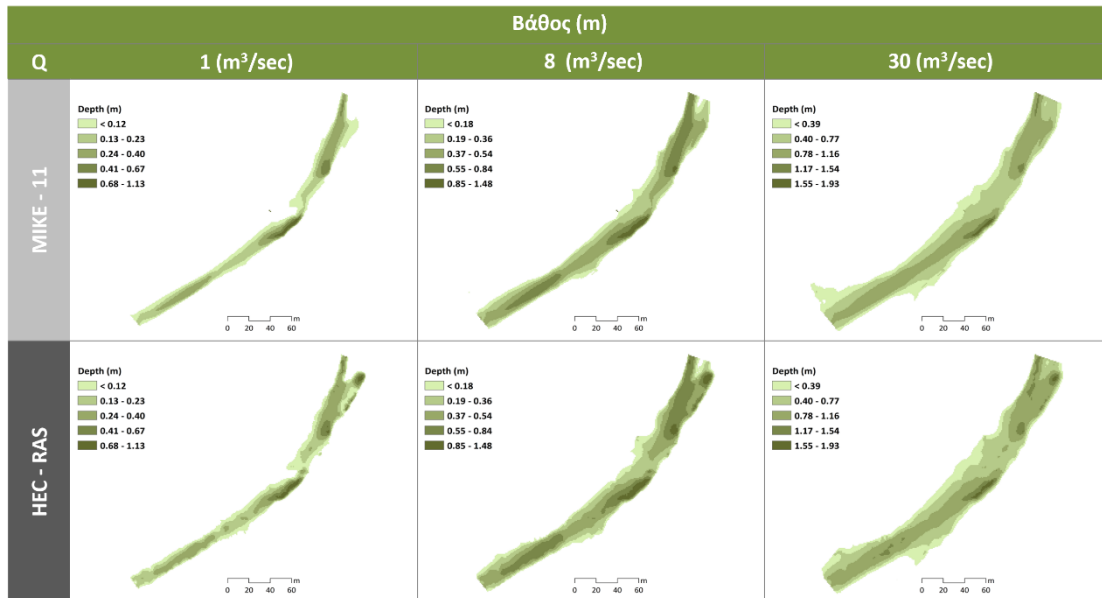 Βάθος (m)
Q 1 (m³/sec) 8 (m³/sec) 30 (m³/sec)
MIKE - 11
Depth (m)
< 0.12
0.13 - 0.23
0.24 - 0.40
0.41 - 0.67
0.68 - 1.13
0 20 40 60 m
Depth (m)
< 0.18
0.19 - 0.36
0.37 - 0.54
0.55 - 0.84
0.85 - 1.48
0 20 40 60 m
Depth (m)
< 0.39
0.40 - 0.77
0.78 - 1.16
1.17 - 1.54
1.55 - 1.93
0 20 40 60 m
HEC - RAS
Depth (m)
< 0.12
0.13 - 0.23
0.24 - 0.40
0.41 - 0.67
0.68 - 1.13
0 20 40 60 m
Depth (m)
< 0.18
0.19 - 0.36
0.37 - 0.54
0.55 - 0.84
0.85 - 1.48
0 20 40 60 m
Depth (m)
< 0.39
0.40 - 0.77
0.78 - 1.16
1.17 - 1.54
1.55 - 1.93
0 20 40 60 m